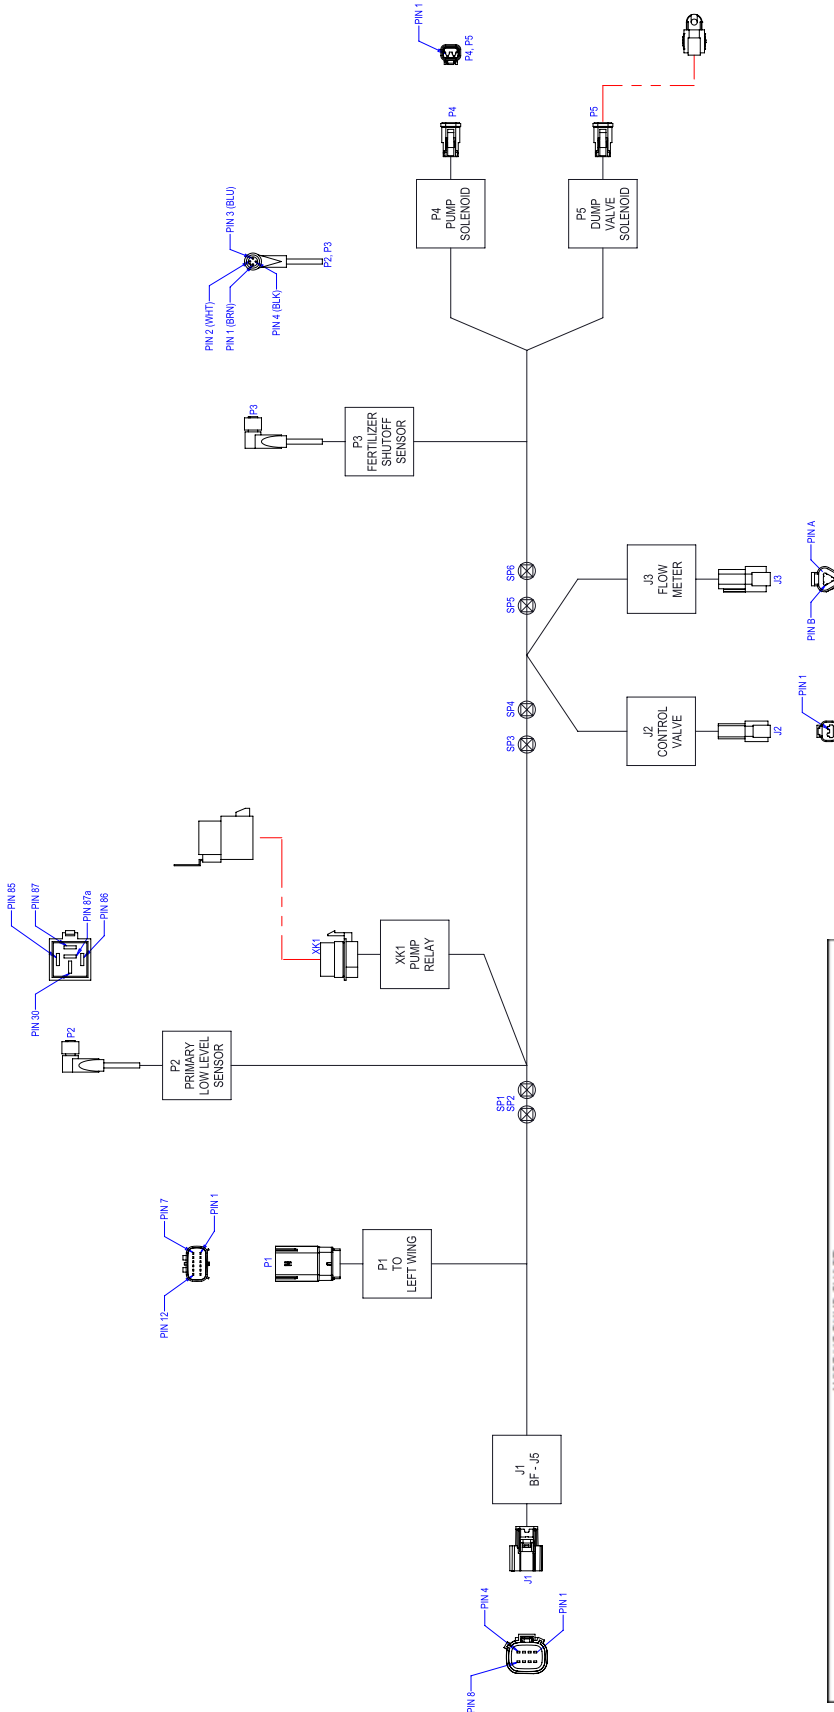 PIN 1
P4, P5
P4
P4
PUMP
SOLENOID
P5
P5
DUMP
VALVE
SOLENOID
PIN 3 (BLU)
PIN 2 (WHT)
PIN 1 (BRN)
PIN 4 (BLK)
P2, P3
P3
P3
FERTILIZER
SHUTOFF
SENSOR
SP6
SP5
SP4
SP3
J3
FLOW
METER
J3
PIN A
PIN B
J2
CONTROL
VALVE
J2
PIN 1
PIN 85
PIN 87
PIN 87a
PIN 86
PIN 30
XK1
XK1
PUMP
RELAY
P2
P2
PRIMARY
LOW LEVEL
SENSOR
SP1
SP2
PIN 7
PIN 1
PIN 12
P1
P1
TO
LEFT WING
J1
BF - J5
J1
PIN 4
PIN 1
PIN 8